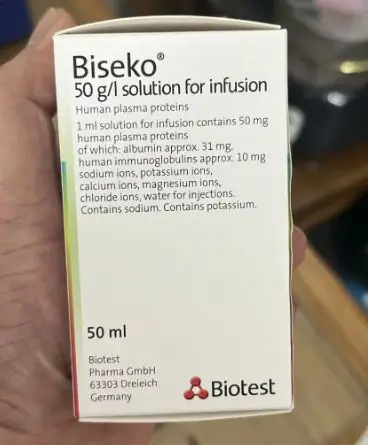 Biseko®
50 g/l solution for infusion
Human plasma proteins
1 ml solution for infusion contains 50 mg
human plasma proteins
of which: albumin approx. 31 mg,
human immunoglobulins approx. 10 mg
sodium ions, potassium ions,
calcium ions, magnesium ions,
chloride ions, water for injections.
Contains sodium. Contains potassium.
50 ml
Biotest
Pharma GmbH
63303 Dreieich
Germany
Biotest